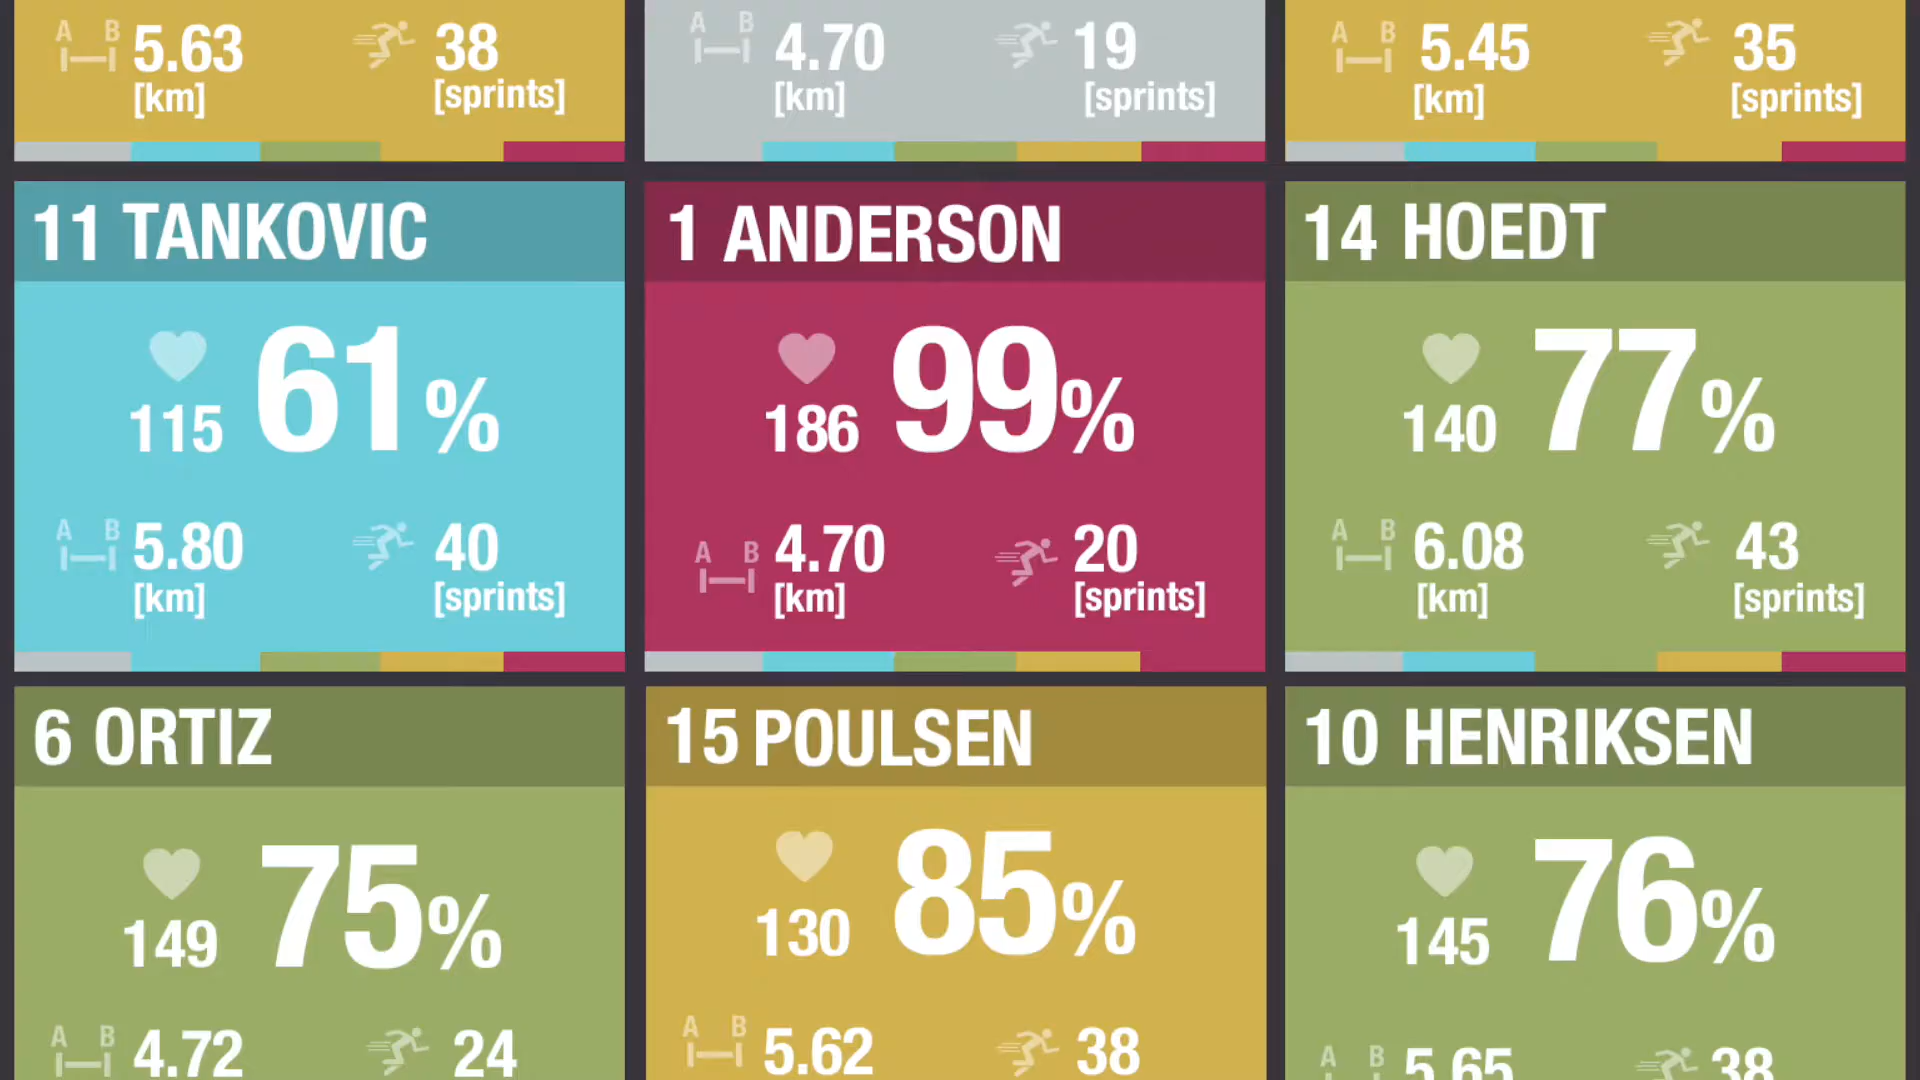 A B 5.63 38
[km] [sprints]
A B 4.70 19
[km] [sprints]
A B 5.45 35
[km] [sprints]
11 TANKOVIC
115 61%
A B 5.80 40
[km] [sprints]
1 ANDERSON
186 99%
A B 4.70 20
[km] [sprints]
14 HOEDT
140 77%
A B 6.08 43
[km] [sprints]
6 ORTIZ
149 75%
A B 4.72 24
15 POULSEN
130 85%
A B 5.62 38
10 HENRIKSEN
145 76%
A B 5.65 38